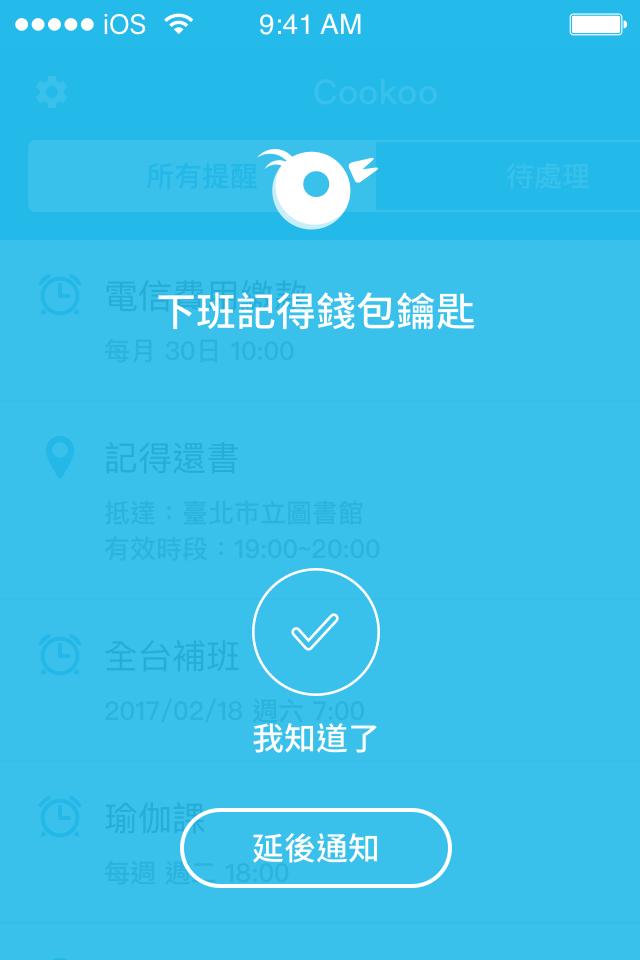 iOS 9:41 AM
Cookoo
所有提醒 待處理
電信費用繳款
下班記得錢包鑰匙
每月 30日 10:00
記得還書
抵達：臺北市立圖書館
有效時段：19:00~20:00
全台補班
2017/02/18 週六 7:00
我知道了
瑜伽課
延後通知
每週 週二 18:00